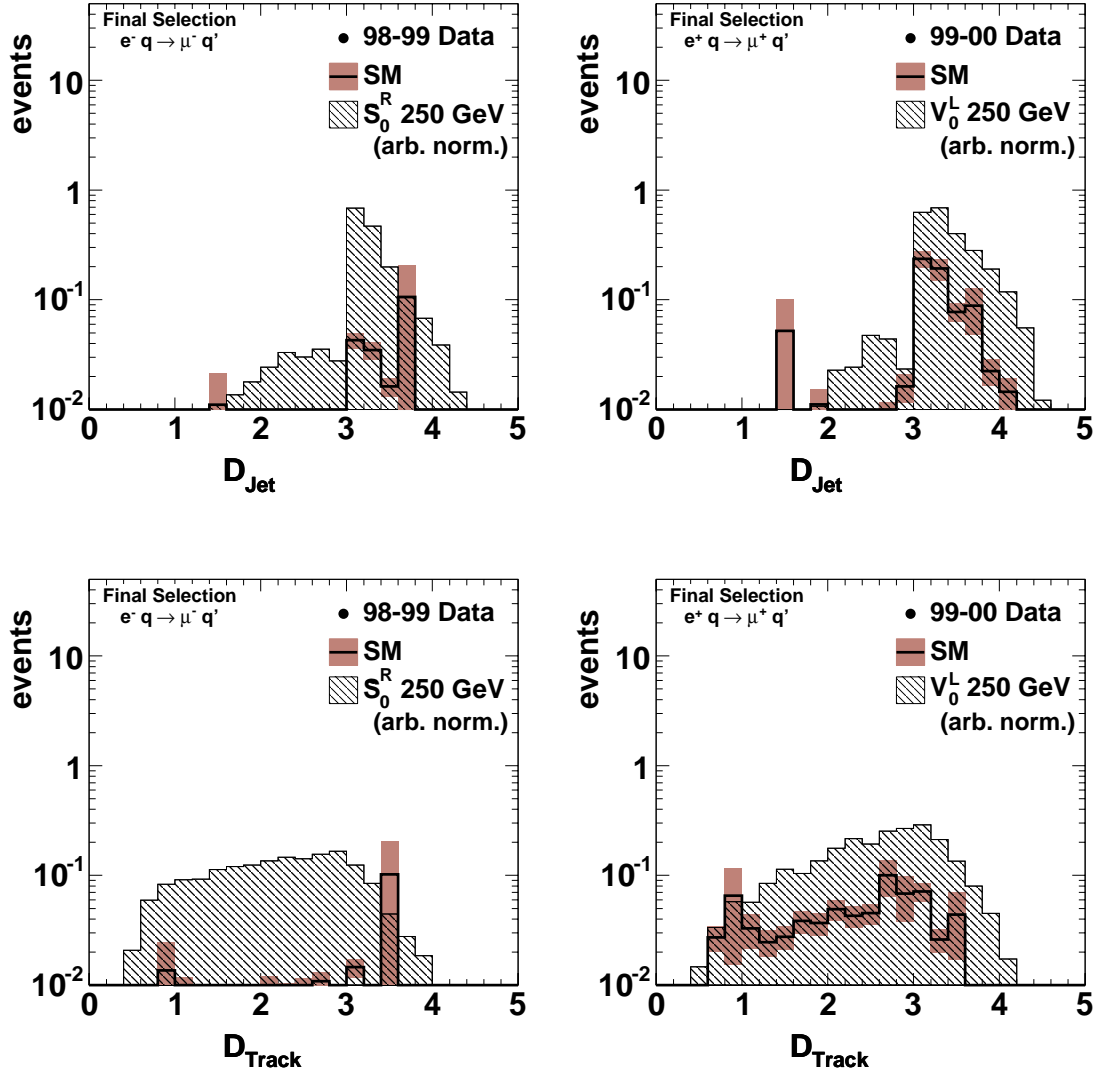 Final Selection
e⁻ q → μ⁻ q’
98-99 Data
SM
S₀ᴿ 250 GeV
(arb. norm.)
events
10
1
10⁻¹
10⁻²
0 1 2 3 4 5
D_Jet
Final Selection
e⁺ q → μ⁺ q’
99-00 Data
SM
V₀ᴸ 250 GeV
(arb. norm.)
events
10
1
10⁻¹
10⁻²
0 1 2 3 4 5
D_Jet
Final Selection
e⁻ q → μ⁻ q’
98-99 Data
SM
S₀ᴿ 250 GeV
(arb. norm.)
events
10
1
10⁻¹
10⁻²
0 1 2 3 4 5
D_Track
Final Selection
e⁺ q → μ⁺ q’
99-00 Data
SM
V₀ᴸ 250 GeV
(arb. norm.)
events
10
1
10⁻¹
10⁻²
0 1 2 3 4 5
D_Track